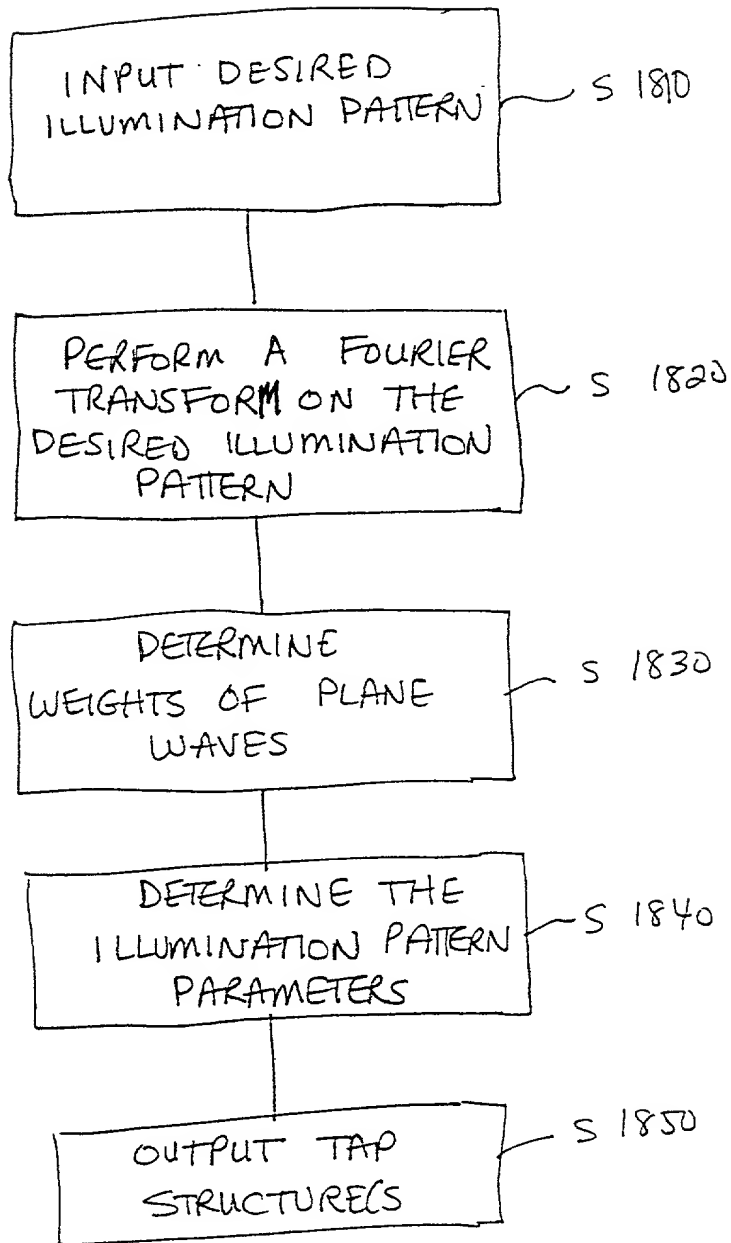 INPUT DESIRED
ILLUMINATION PATTERN
S 1810
PERFORM A FOURIER
TRANSFORM ON THE
DESIRED ILLUMINATION
PATTERN
S 1820
DETERMINE
WEIGHTS OF PLANE
WAVES
S 1830
DETERMINE THE
ILLUMINATION PATTERN
PARAMETERS
S 1840
OUTPUT TAP
STRUCTURE(S
S 1850